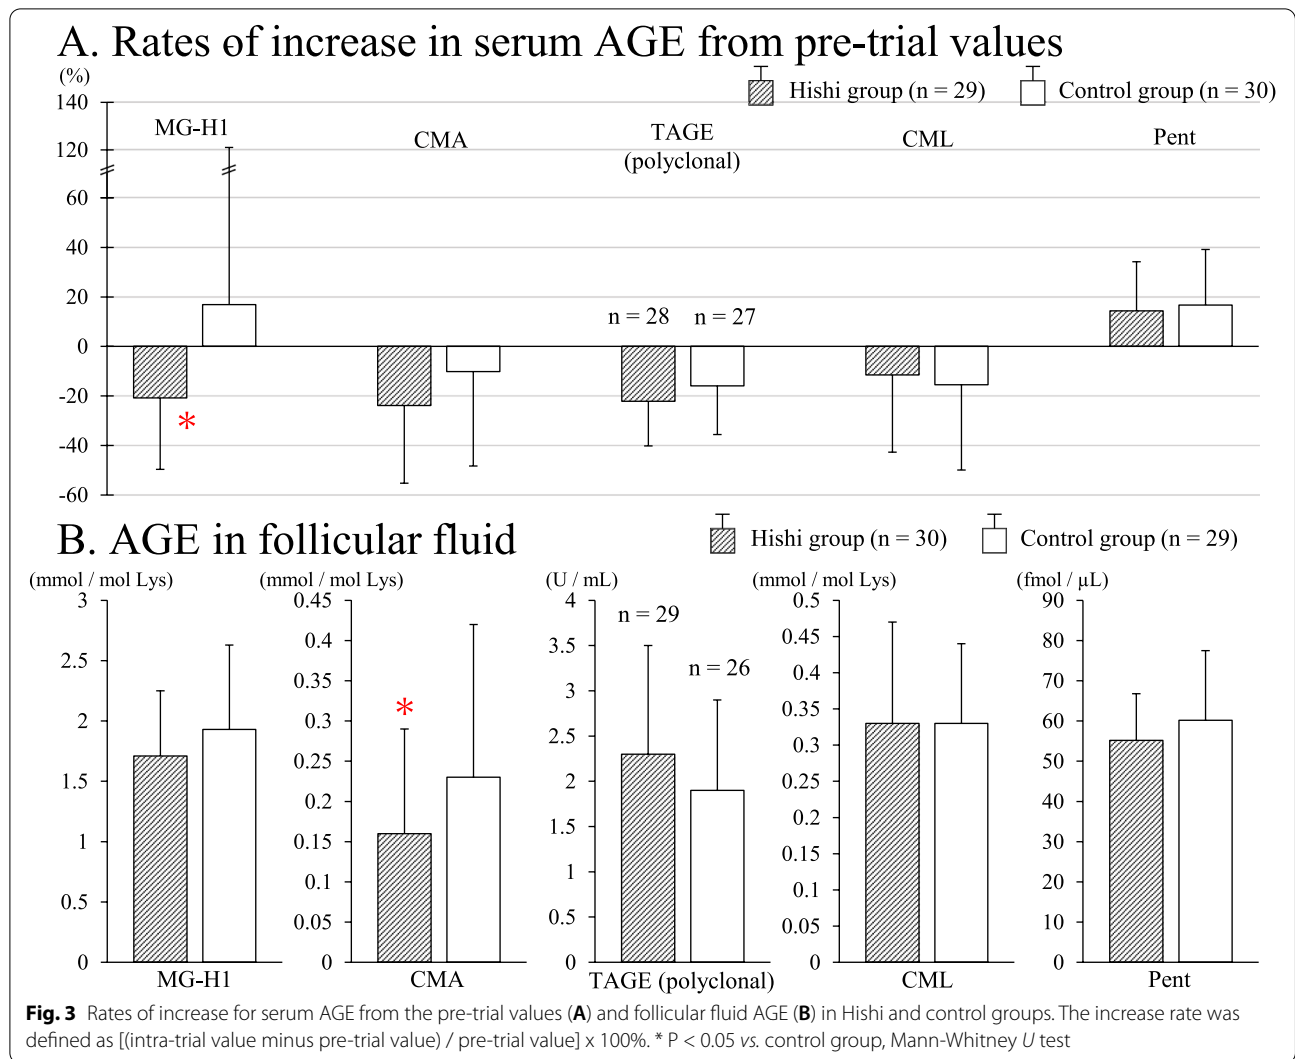 A. Rates of increase in serum AGE from pre-trial values
(%)
Hishi group (n = 29) Control group (n = 30)
140
MG-H1 CMA TAGE (polyclonal) CML Pent
120
60
40
20
n = 28 n = 27
0
-20
*
-40
-60
B. AGE in follicular fluid
Hishi group (n = 30) Control group (n = 29)
(mmol / mol Lys)
3
2.5
2
1.5
1
0.5
0
MG-H1
(mmol / mol Lys)
0.45
0.4
0.35
0.3
0.25
0.2
0.15
0.1
0.05
0
*
CMA
(U / mL)
4
3.5
3
2.5
2
1.5
1
0.5
0
n = 29
n = 26
TAGE (polyclonal)
(mmol / mol Lys)
0.5
0.45
0.4
0.35
0.3
0.25
0.2
0.15
0.1
0.05
0
CML
(fmol / µL)
90
80
70
60
50
40
30
20
10
0
Pent
Fig. 3 Rates of increase for serum AGE from the pre-trial values (A) and follicular fluid AGE (B) in Hishi and control groups. The increase rate was
defined as [(intra-trial value minus pre-trial value) / pre-trial value] x 100%. * P < 0.05 vs. control group, Mann-Whitney U test